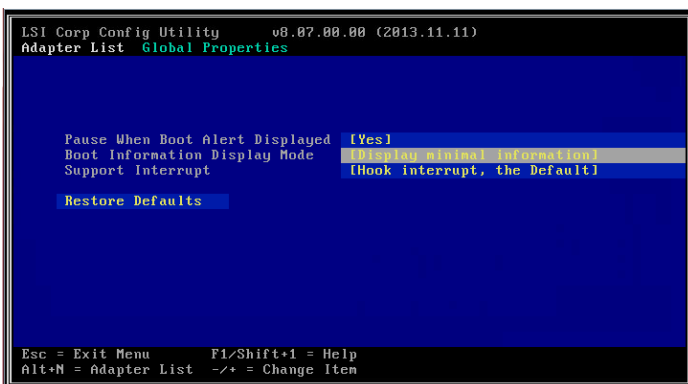 LSI Corp Config Utility v8.07.00.00 (2013.11.11)
Adapter List Global Properties
Pause When Boot Alert Displayed [Yes]
Boot Information Display Mode [Display minimal information]
Support Interrupt [Hook interrupt, the Default]
Restore Defaults
Esc = Exit Menu F1/Shift+1 = Help
Alt+N = Adapter List -/+ = Change Item